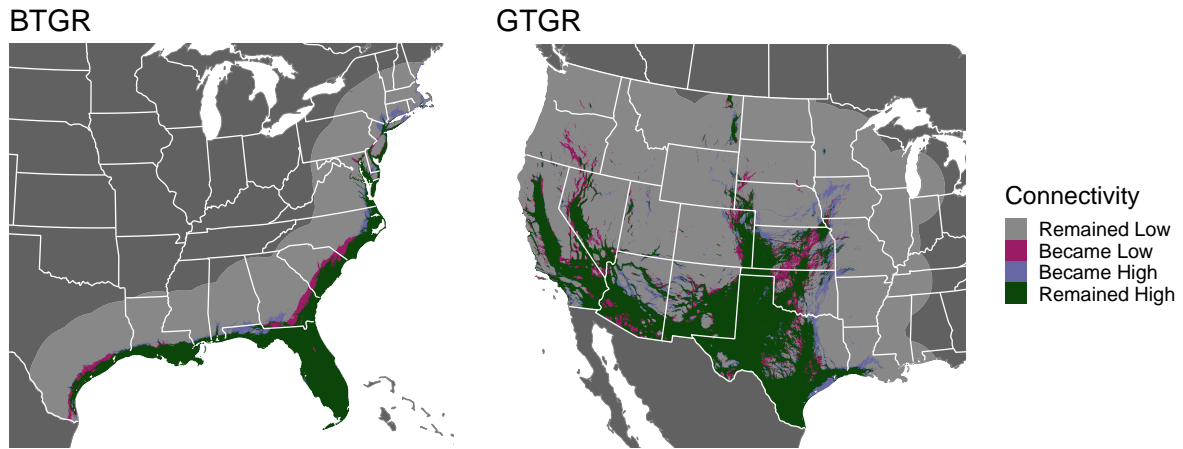 BTGR
GTGR
Connectivity
Remained Low
Became Low
Became High
Remained High